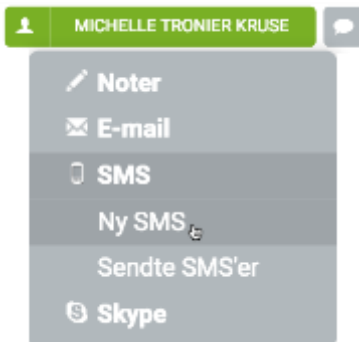 MICHELLE TRONIER KRUSE
Noter
E-mail
SMS
Ny SMS
Sendte SMS'er
Skype